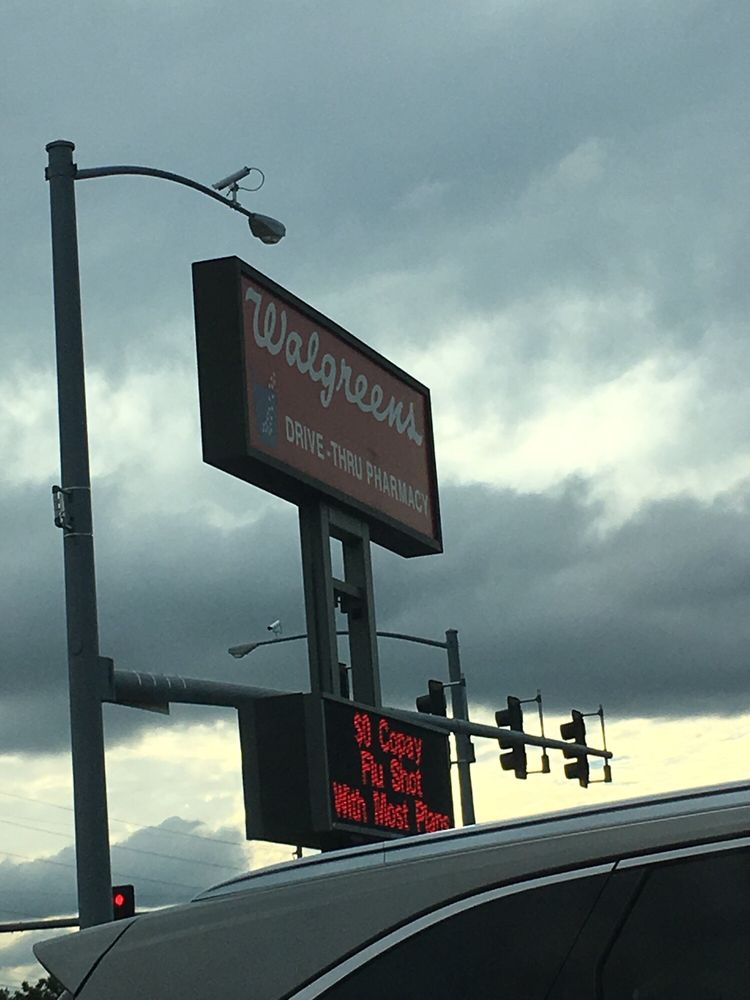 Walgreens
DRIVE-THRU PHARMACY
$0 Copay
Flu Shot
With Most Plans